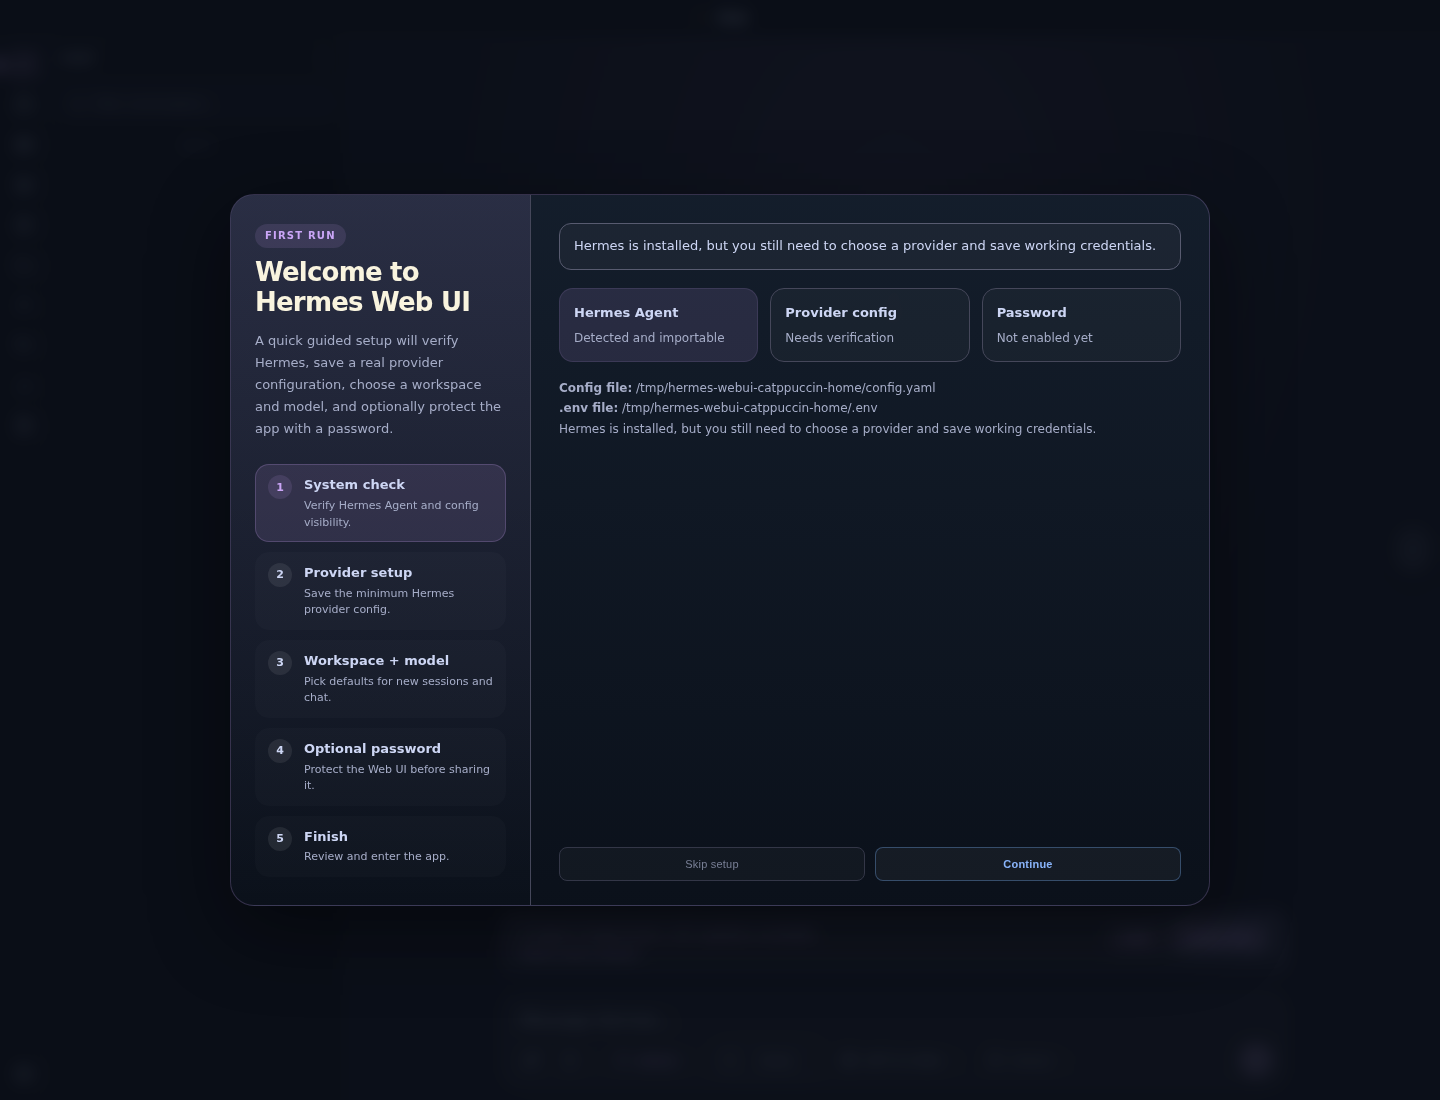 FIRST RUN
Welcome to
Hermes Web UI
A quick guided setup will verify
Hermes, save a real provider
configuration, choose a workspace
and model, and optionally protect the
app with a password.
1
System check
Verify Hermes Agent and config
visibility.
2
Provider setup
Save the minimum Hermes
provider config.
3
Workspace + model
Pick defaults for new sessions and
chat.
4
Optional password
Protect the Web UI before sharing
it.
5
Finish
Review and enter the app.
Hermes is installed, but you still need to choose a provider and save working credentials.
Hermes Agent
Detected and importable
Provider config
Needs verification
Password
Not enabled yet
Config file: /tmp/hermes-webui-catppuccin-home/config.yaml
.env file: /tmp/hermes-webui-catppuccin-home/.env
Hermes is installed, but you still need to choose a provider and save working credentials.
Skip setup
Continue